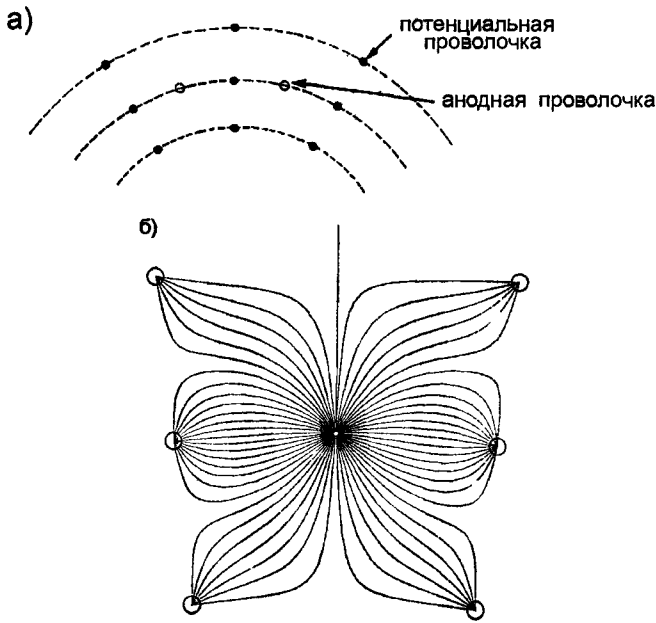 а)
потенциальная
проволочка
анодная проволочка
б)